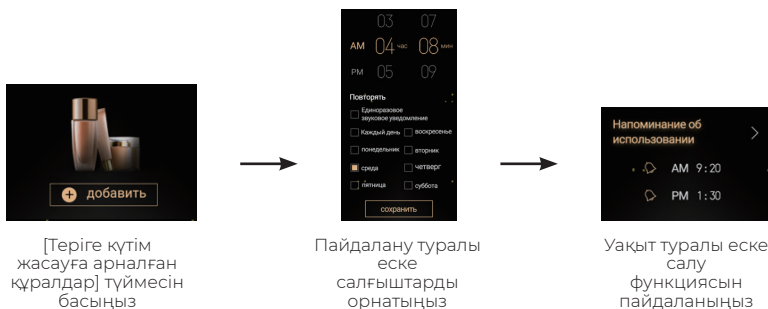 добавить
[Теріге күтім
жасауға арналған
құралдар] түймесін
басыңыз
03 07
AM 04 час 08 мин
PM 05 09
Повторять
Единоразовое
звуковое уведомление
Каждый день воскресенье
понедельник вторник
среда четверг
пятница суббота
сохранить
Пайдалану туралы
еске
салғыштарды
орнатыңыз
Напоминание об
использовании
AM 9:20
PM 1:30
Уақыт туралы еске
салу
функциясын
пайдаланыңыз